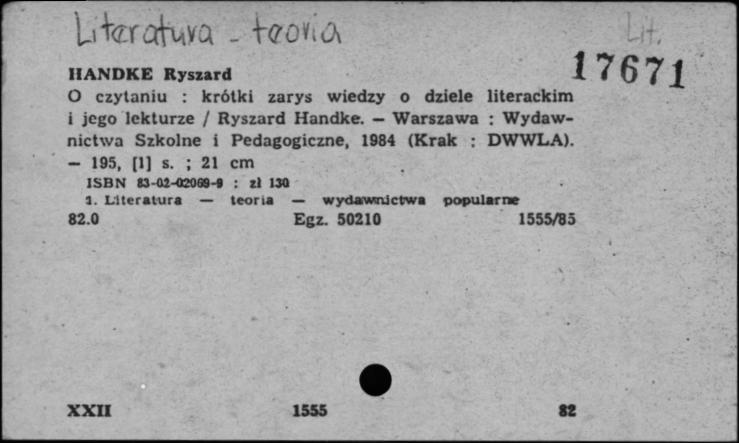 Literatura - teoria
Lit.
17671
HANDKE Ryszard
O czytaniu : krótki zarys wiedzy o dziele literackim
i jego lekturze / Ryszard Handke. — Warszawa : Wydaw-
nictwa Szkolne i Pedagogiczne, 1984 (Krak : DWWLA).
— 195, [1] s. ; 21 cm
ISBN 83-02-02069-9 : zł 130
1. Literatura — teoria — wydawnictwa popularne
82.0 Egz. 50210 1555/85
XXII 1555 82